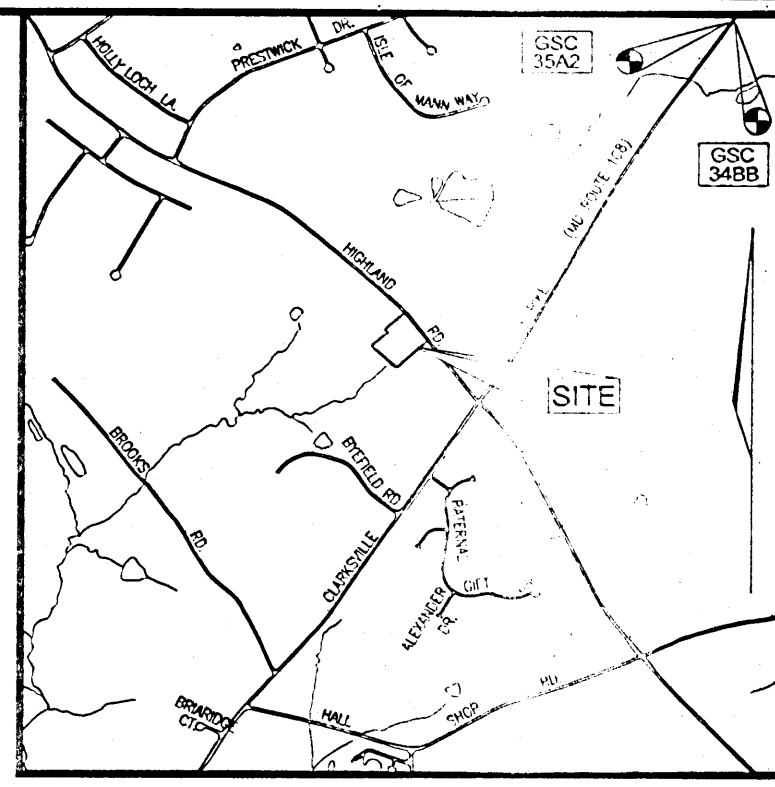 HOLLY LOCH LA.
PRESTWICK DR.
ISLE OF MANN WAY
GSC
35A2
GSC
34BB
(MD ROUTE 108)
HIGHLAND RD.
SITE
BROOKS RD.
BYEFIELD RD
CLARKSVILLE
PATERNAL GIFT
ALEXANDER
DR.
BRIARIDGE
CT.
HALL SHOP RD.